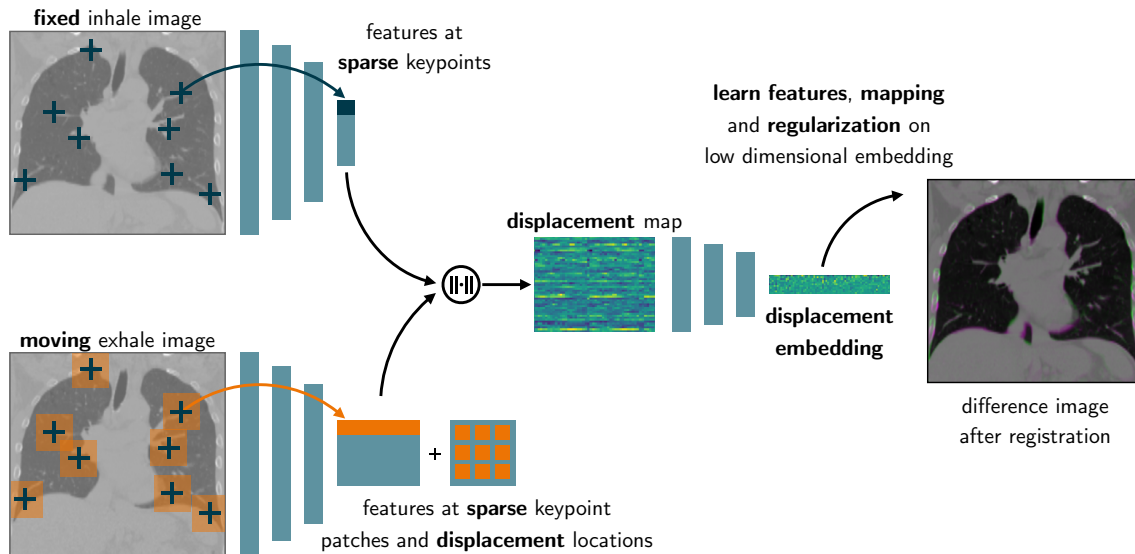 fixed inhale image
features at
sparse keypoints
learn features, mapping
and regularization on
low dimensional embedding
displacement map
||·||
displacement
embedding
moving exhale image
+
features at sparse keypoint
patches and displacement locations
difference image
after registration